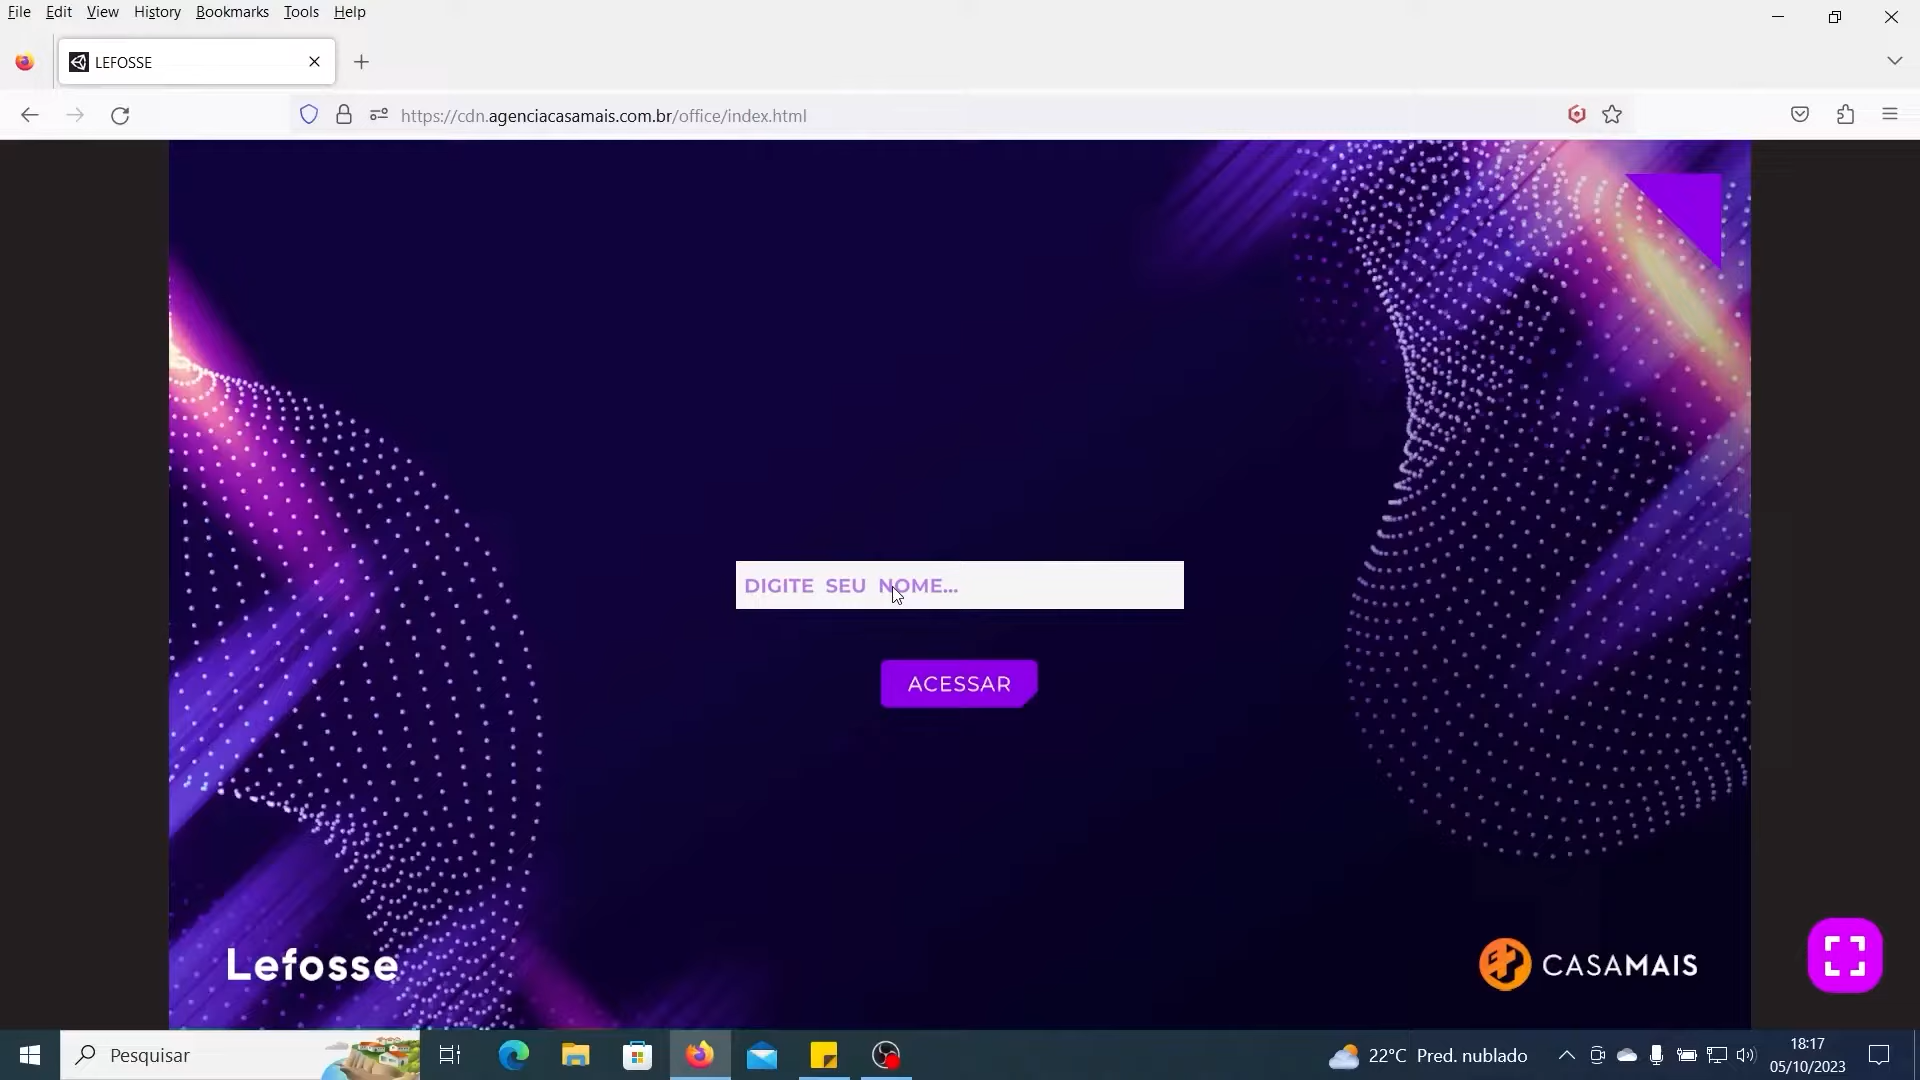 File Edit View History Bookmarks Tools Help
LEFOSSE
https://cdn.agenciacasamais.com.br/office/index.html
DIGITE SEU NOME...
ACESSAR
Lefosse
CASAMAIS
Pesquisar
22°C Pred. nublado
18:17
05/10/2023